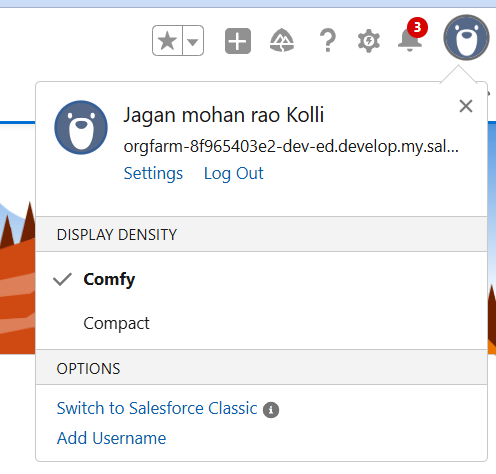 3
Jagan mohan rao Kolli
orgfarm-8f965403e2-dev-ed.develop.my.sal...
Settings Log Out
DISPLAY DENSITY
Comfy
Compact
OPTIONS
Switch to Salesforce Classic
Add Username